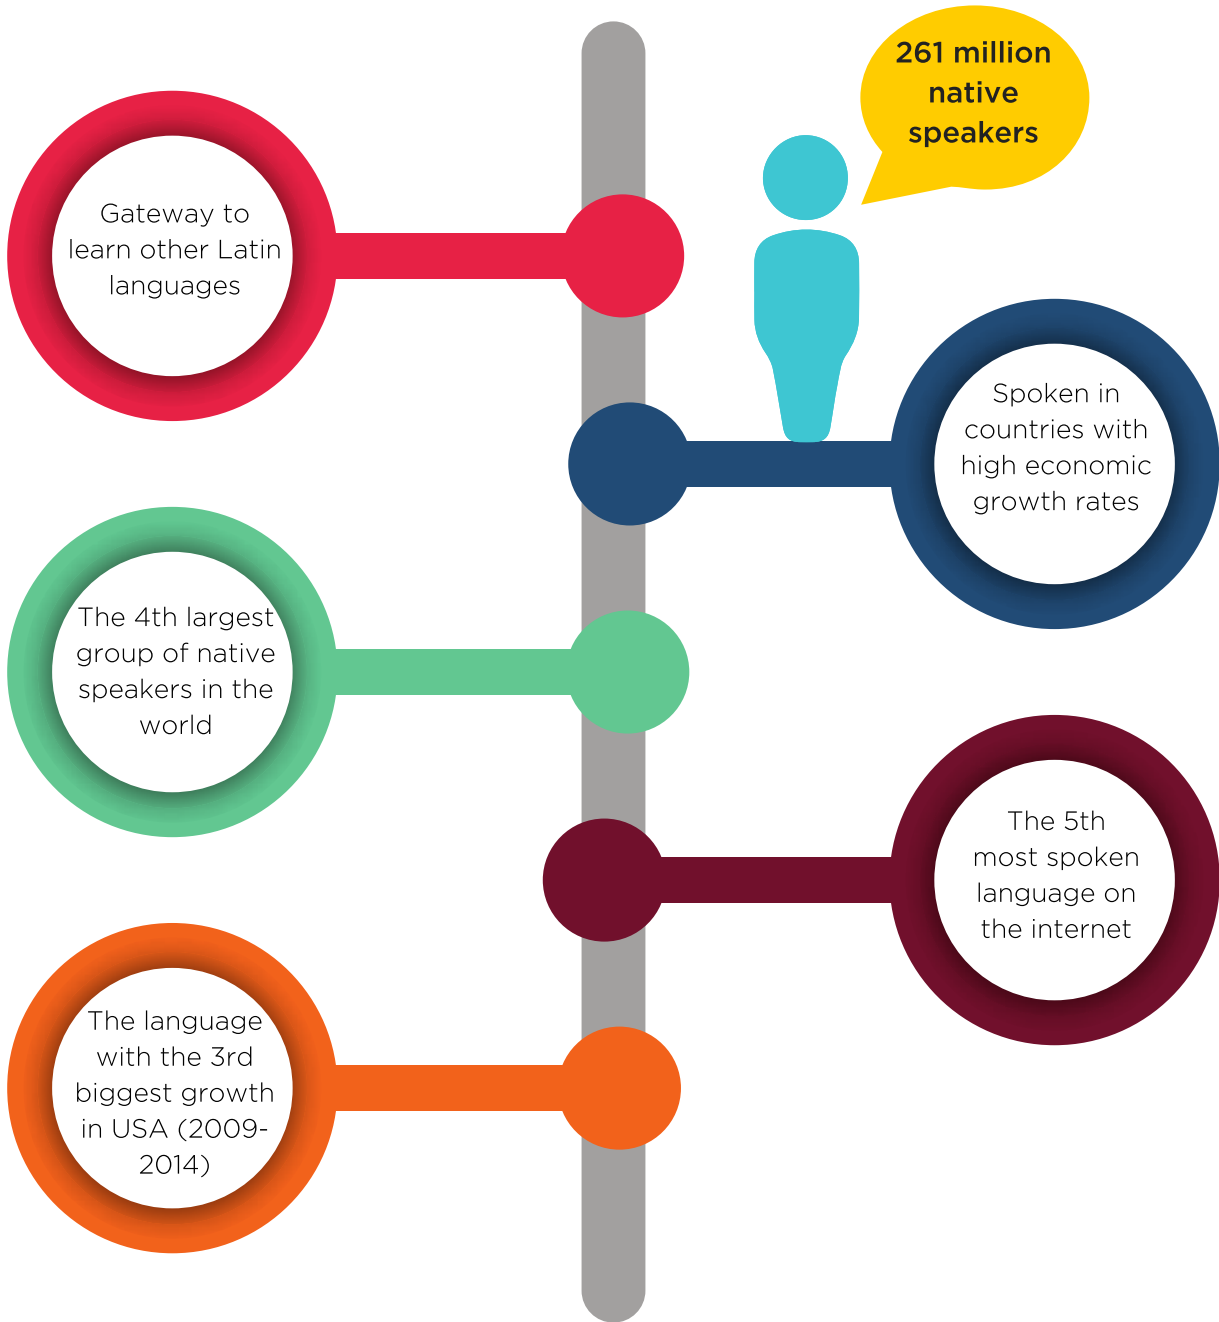 261 million
native
speakers
Gateway to
learn other Latin
languages
Spoken in
countries with
high economic
growth rates
The 4th largest
group of native
speakers in the
world
The 5th
most spoken
language on
the internet
The language
with the 3rd
biggest growth
in USA (2009-
2014)